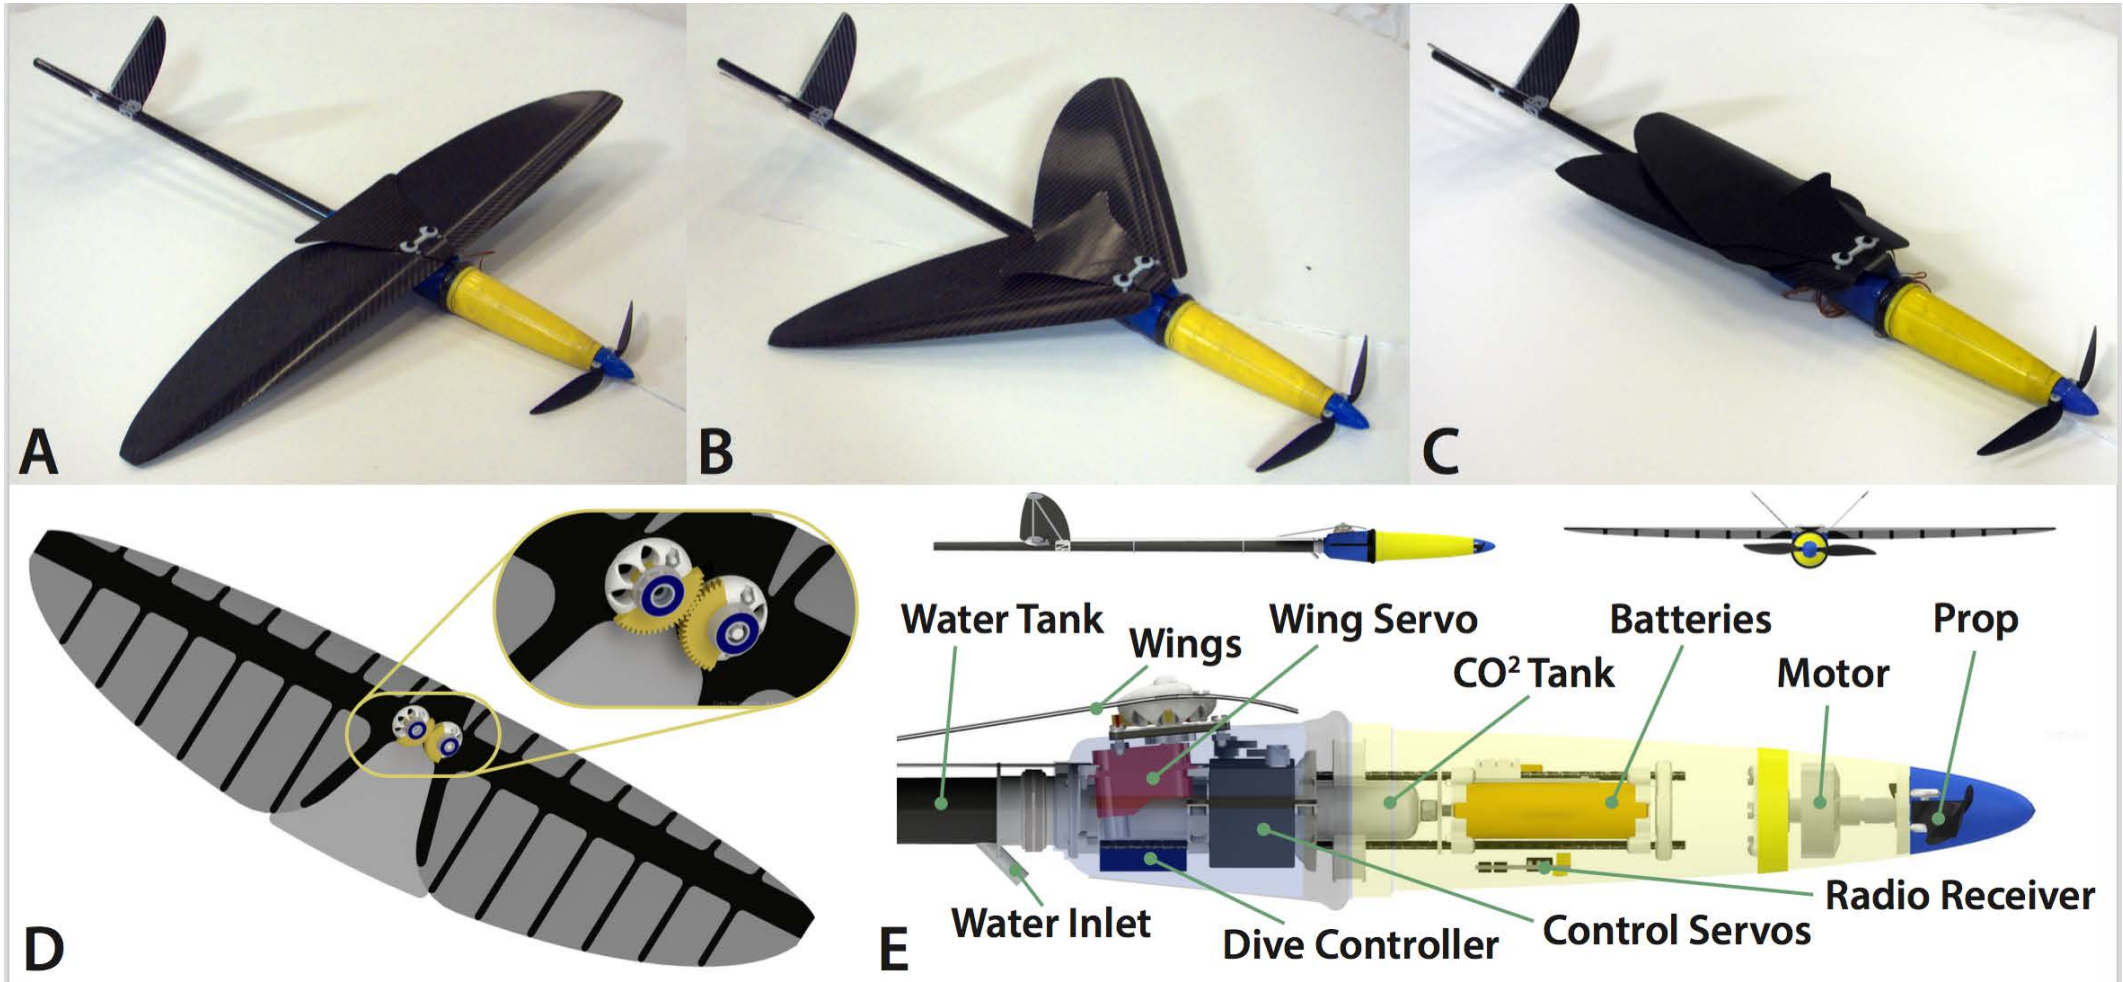 A
B
C
D
E
Water Tank
Wings
Wing Servo
CO² Tank
Batteries
Motor
Prop
Water Inlet
Dive Controller
Control Servos
Radio Receiver